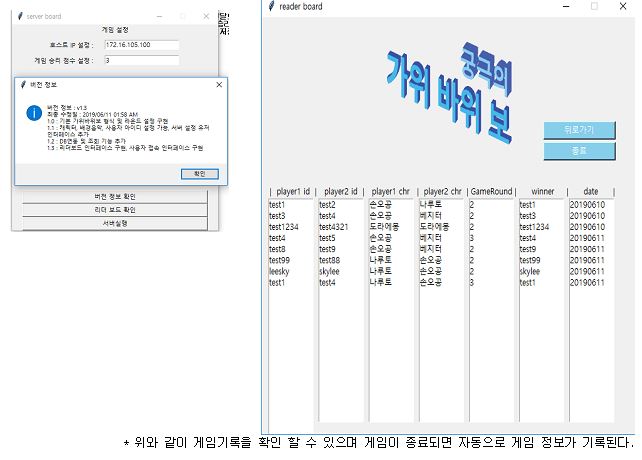 server board
게임 설정
호스트 IP 설정 : 172.16.105.100
게임 승리 점수 설정 : 3
버전 정보
버전 정보 : v1.3
최종 수정일 : 2019/06/11 01:58 AM
1.0 : 기본 가위바위보 형식 및 라운드 설정 구현
1.1 : 캐릭터, 배경음악, 사용자 아이디 설정 가능, 서버 설정 유저
인터페이스 추가
1.2 : DB연동 및 조회 기능 추가
1.3 : 리더보드 인터페이스 구현, 사용자 접속 인터페이스 구현
확인
버전 정보 확인
리더 보드 확인
서버실행
reader board
궁극의
가위 바위 보
뒤로가기
종료
| player1 id | player2 id | player1 chr | player2 chr | GameRound | winner | date |
test1 test2 손오공 나루토 2 test1 20190610
test3 test4 손오공 베지터 2 test3 20190610
test1234 test4321 도라에몽 도라에몽 2 test1234 20190610
test4 test5 손오공 베지터 3 test4 20190611
test8 test9 손오공 베지터 2 test9 20190611
test99 test88 나루토 손오공 2 test99 20190611
leesky skylee 나루토 손오공 2 skylee 20190611
test1 test4 나루토 손오공 3 test1 20190611
* 위와 같이 게임기록을 확인 할 수 있으며 게임이 종료되면 자동으로 게임 정보가 기록된다.